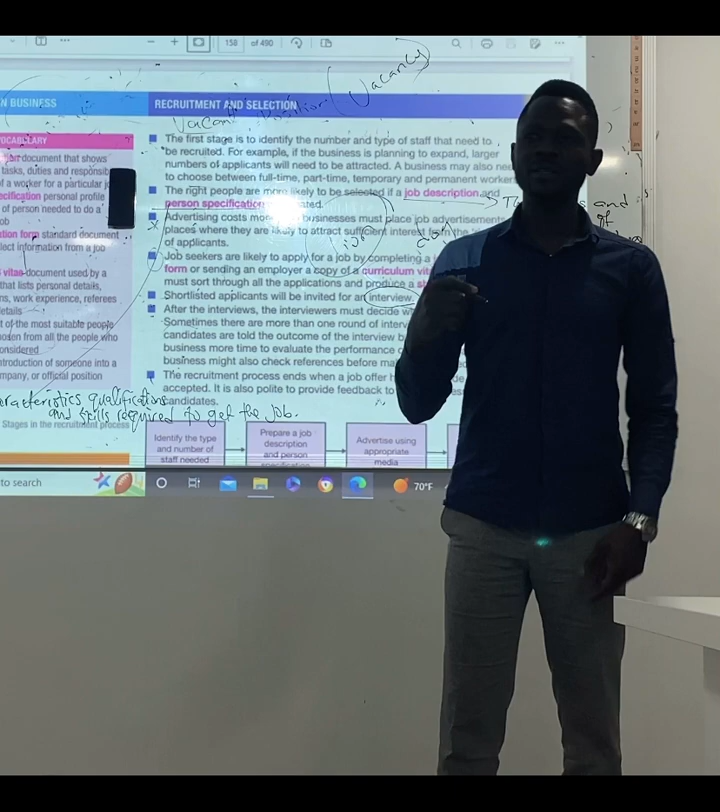 158 of 490
Vacancy
N BUSINESS
RECRUITMENT AND SELECTION
Vacant Position
VOCABULARY
document that shows
tasks, duties and responsib
of a worker for a particular j
ecification personal profile
of person needed to do a
ob
tion form standard document
lect information from a job
vitae document used by a
that lists personal details,
ns, work experience, referees
etails
t of the most suitable people
osen from all the people who
onsidered
troduction of someone into a
mpany, or official position
The first stage is to identify the number and type of staff that need to
be recruited. For example, if the business is planning to expand, larger
numbers of applicants will need to be attracted. A business may also nee
to choose between full-time, part-time, temporary and permanent workers
The right people are more likely to be selected if a job description and
person specification ated.
Advertising costs mo businesses must place job advertisements
places where they are likely to attract sufficient interest from the
of applicants.
Job seekers are likely to apply for a job by completing a
form or sending an employer a copy of a curriculum vit
must sort through all the applications and produce a s
Shortlisted applicants will be invited for an interview.
After the interviews, the interviewers must decide w
Sometimes there are more than one round of interv
candidates are told the outcome of the interview b
business more time to evaluate the performance
business might also check references before ma
The recruitment process ends when a job offer h
accepted. It is also polite to provide feedback to
candidates.
and
of
job
aracteristics qualifications
and skills required to get the job.
Stages in the recruitment process
Identify the type
and number of
staff needed
Prepare a job
description
and person
specification
Advertise using
appropriate
media
to search
70°F